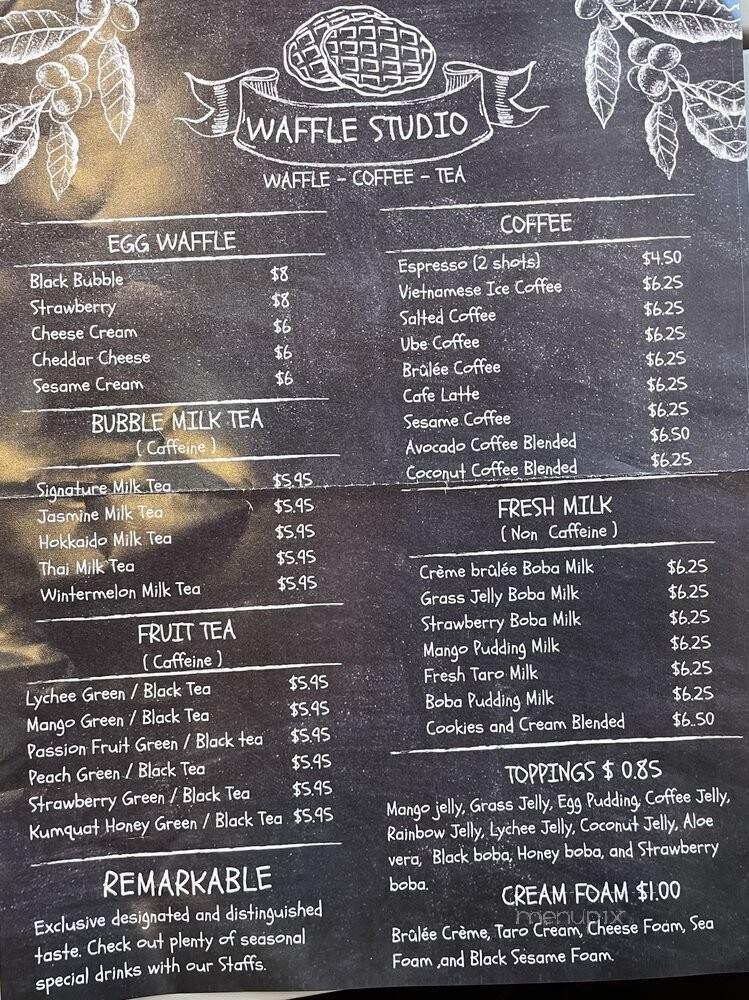 WAFFLE STUDIO
WAFFLE - COFFEE - TEA
EGG WAFFLE
Black Bubble $8
Strawberry $8
Cheese Cream $6
Cheddar Cheese $6
Sesame Cream $6
BUBBLE MILK TEA
( Caffeine )
Signature Milk Tea $5.95
Jasmine Milk Tea $5.95
Hokkaido Milk Tea $5.95
Thai Milk Tea $5.95
Wintermelon Milk Tea $5.95
FRUIT TEA
( Caffeine )
Lychee Green / Black Tea $5.95
Mango Green / Black Tea $5.95
Passion Fruit Green / Black tea $5.95
Peach Green / Black Tea $5.95
Strawberry Green / Black Tea $5.95
Kumquat Honey Green / Black Tea $5.95
REMARKABLE
Exclusive designated and distinguished
taste. Check out plenty of seasonal
special drinks with our Staffs.
COFFEE
Espresso (2 shots) $4.50
Vietnamese Ice Coffee $6.25
Salted Coffee $6.25
Ube Coffee $6.25
Brûlée Coffee $6.25
Cafe Latte $6.25
Sesame Coffee $6.25
Avocado Coffee Blended $6.50
Coconut Coffee Blended $6.25
FRESH MILK
( Non Caffeine )
Crème brûlée Boba Milk $6.25
Grass Jelly Boba Milk $6.25
Strawberry Boba Milk $6.25
Mango Pudding Milk $6.25
Fresh Taro Milk $6.25
Boba Pudding Milk $6.25
Cookies and Cream Blended $6.50
TOPPINGS $ 0.85
Mango jelly, Grass Jelly, Egg Pudding, Coffee Jelly,
Rainbow Jelly, Lychee Jelly, Coconut Jelly, Aloe
vera, Black boba, Honey boba, and Strawberry
boba.
CREAM FOAM $1.00
menupix
Brûlée Crème, Taro Cream, Cheese Foam, Sea
Foam ,and Black Sesame Foam.